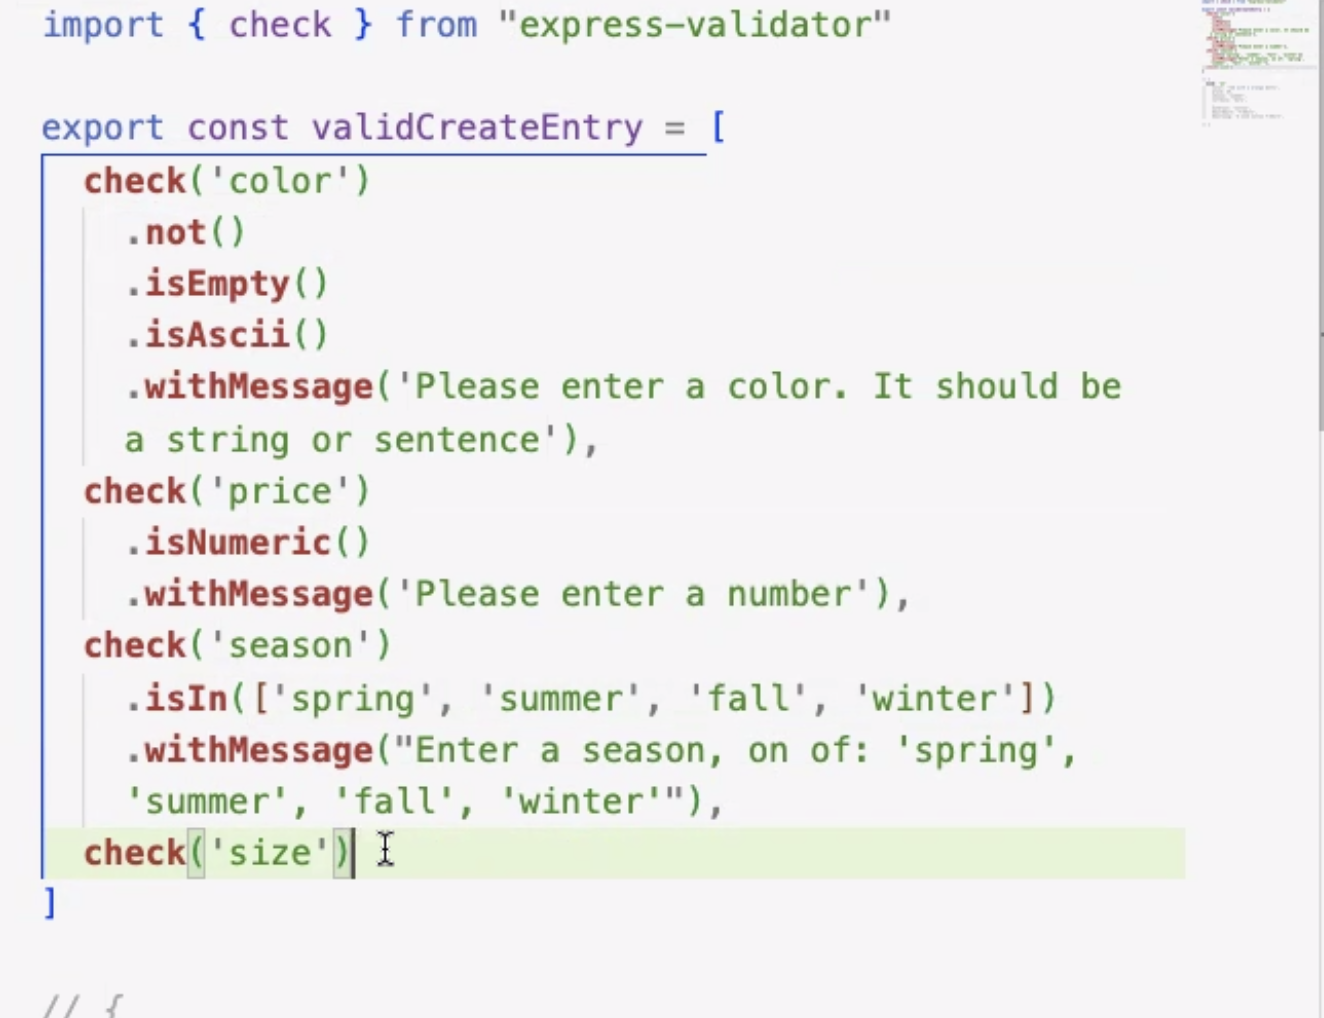 import { check } from "express-validator"
export const validCreateEntry = [
check('color')
.not()
.isEmpty()
.isAscii()
.withMessage('Please enter a color. It should be
a string or sentence'),
check('price')
.isNumeric()
.withMessage('Please enter a number'),
check('season')
.isIn(['spring', 'summer', 'fall', 'winter'])
.withMessage("Enter a season, on of: 'spring',
'summer', 'fall', 'winter'"),
check('size')
]
// {